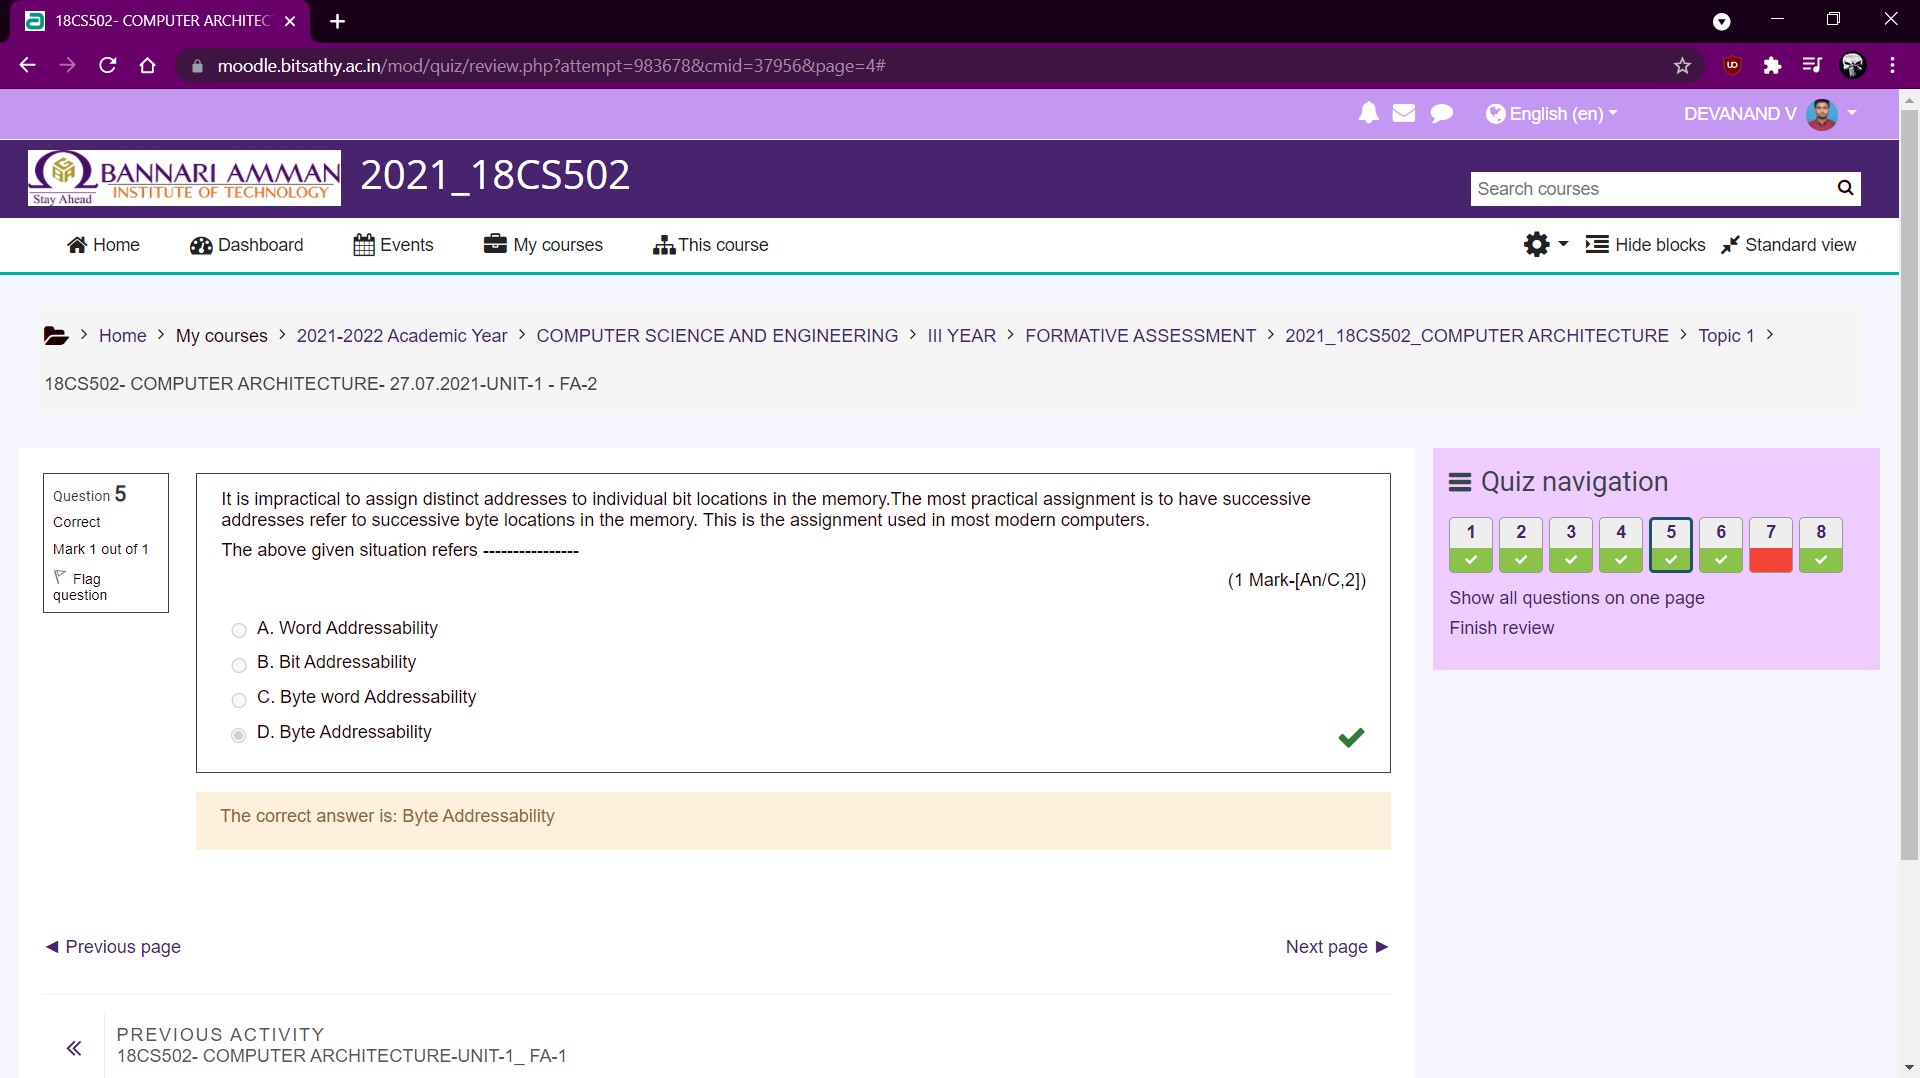 18CS502- COMPUTER ARCHITEC
moodle.bitsathy.ac.in/mod/quiz/review.php?attempt=983678&cmid=37956&page=4#
English (en)
DEVANAND V
BANNARI AMMAN
INSTITUTE OF TECHNOLOGY
Stay Ahead
2021_18CS502
Search courses
Home
Dashboard
Events
My courses
This course
Hide blocks
Standard view
Home > My courses > 2021-2022 Academic Year > COMPUTER SCIENCE AND ENGINEERING > III YEAR > FORMATIVE ASSESSMENT > 2021_18CS502_COMPUTER ARCHITECTURE > Topic 1 >
18CS502- COMPUTER ARCHITECTURE- 27.07.2021-UNIT-1 - FA-2
Question 5
Correct
Mark 1 out of 1
Flag
question
It is impractical to assign distinct addresses to individual bit locations in the memory.The most practical assignment is to have successive
addresses refer to successive byte locations in the memory. This is the assignment used in most modern computers.
The above given situation refers ----------------
(1 Mark-[An/C,2])
A. Word Addressability
B. Bit Addressability
C. Byte word Addressability
D. Byte Addressability
The correct answer is: Byte Addressability
◄ Previous page
Next page ►
PREVIOUS ACTIVITY
18CS502- COMPUTER ARCHITECTURE-UNIT-1_ FA-1
Quiz navigation
1 2 3 4 5 6 7 8
Show all questions on one page
Finish review